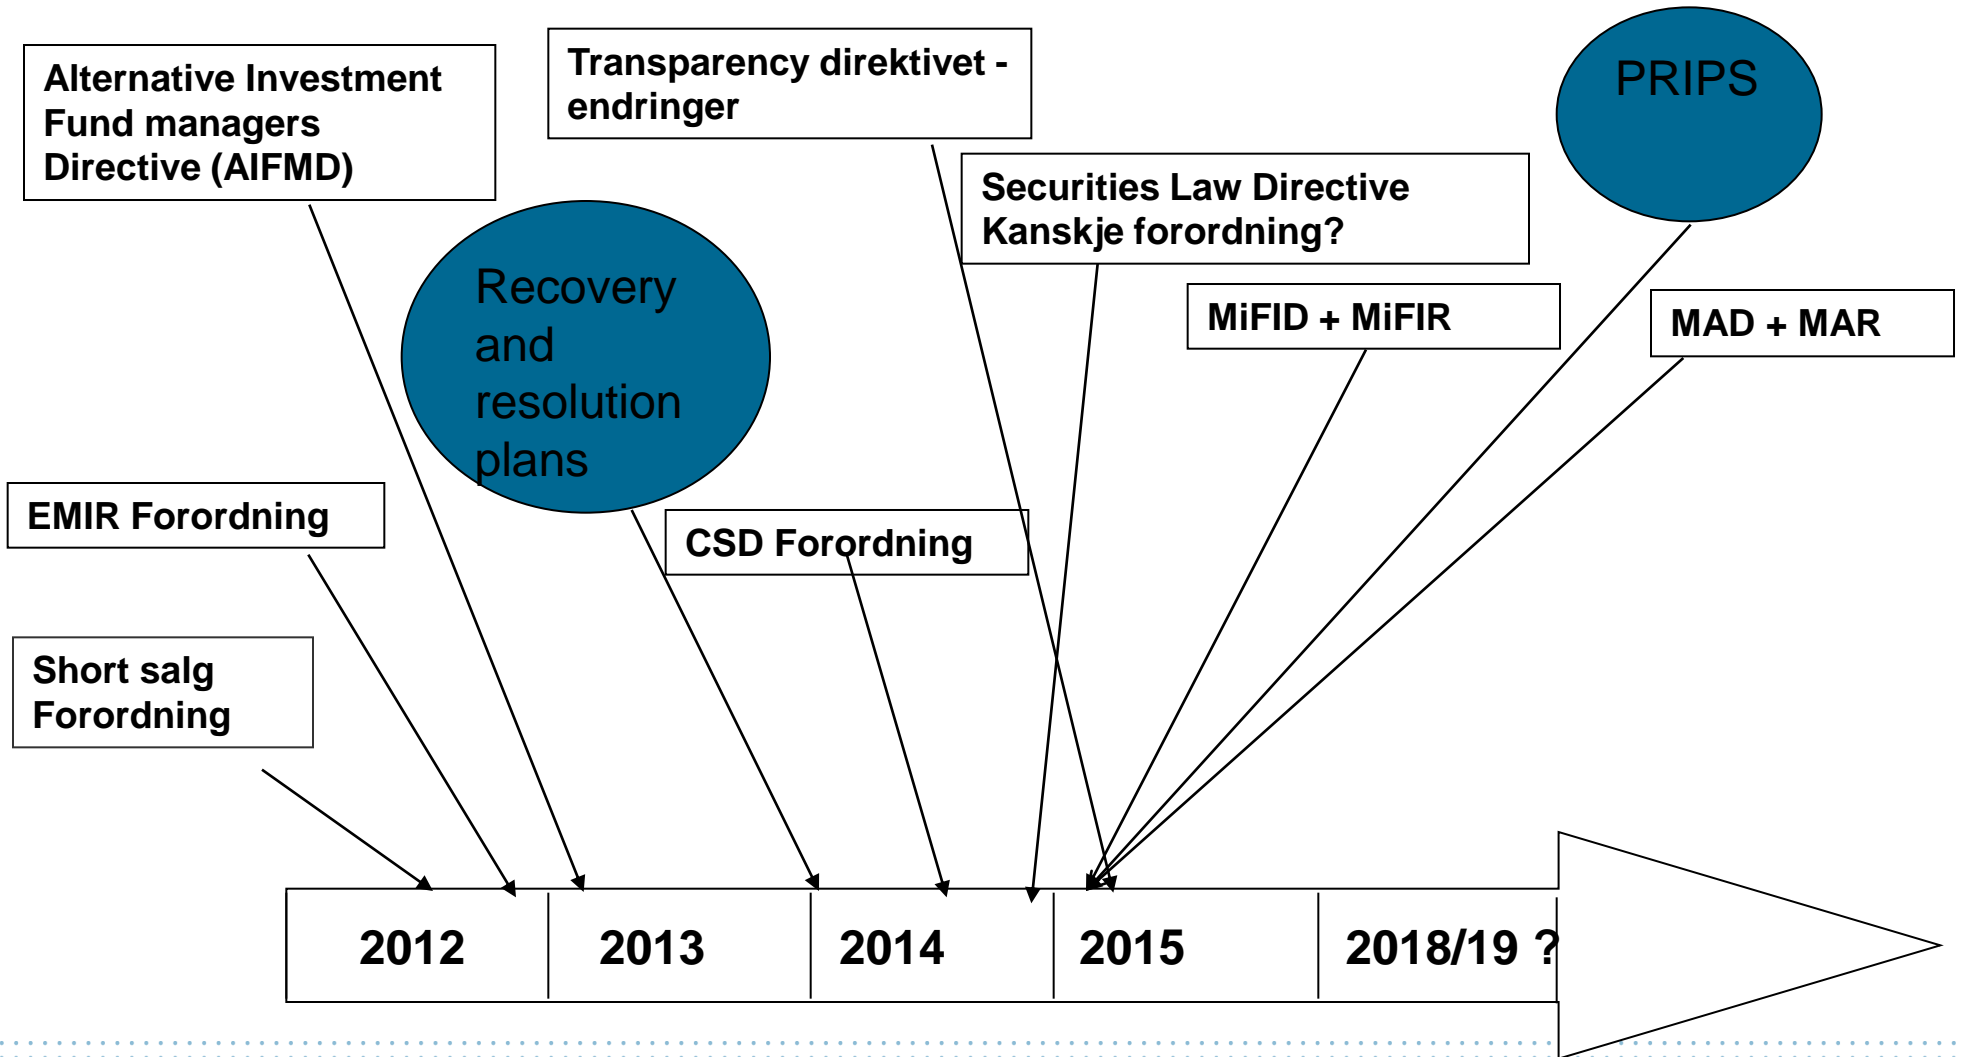 Alternative Investment
Fund managers
Directive (AIFMD)
Transparency direktivet -
endringer
PRIPS
Securities Law Directive
Kanskje forordning?
Recovery
and
resolution
plans
MiFID + MiFIR
MAD + MAR
EMIR Forordning
CSD Forordning
Short salg
Forordning
2012
2013
2014
2015
2018/19 ?